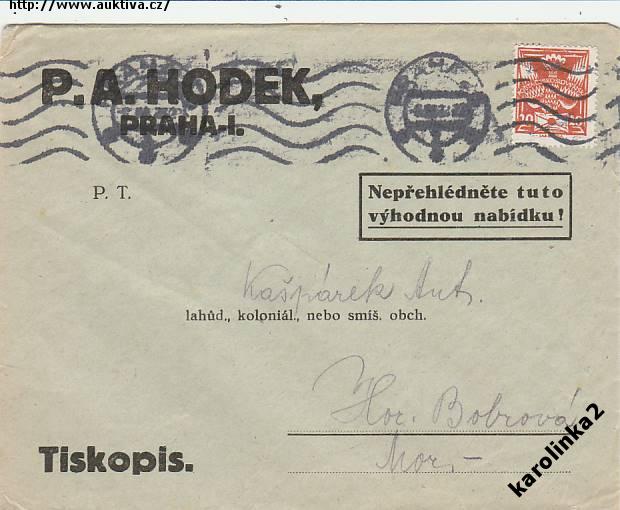 http://www.auktiva.cz/
P. A. HODEK,
PRAHA-I.
20
P. T.
Nepřehlédněte tuto
výhodnou nabídku!
Kašpárek Ant.
lahůd., koloniál., nebo smíš. obch.
Hor. Bobrová
Mor.
Tiskopis.
karolinka2